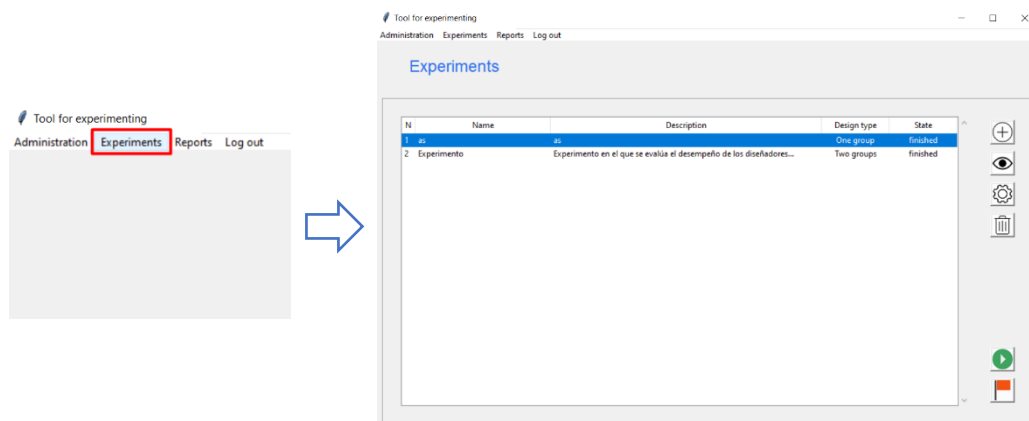 Tool for experimenting
Administration Experiments Reports Log out
Tool for experimenting
Administration Experiments Reports Log out
Experiments
N Name Description Design type State
1 as as One group finished
2 Experimento Experimento en el que se evalúa el desempeño de los diseñadores... Two groups finished